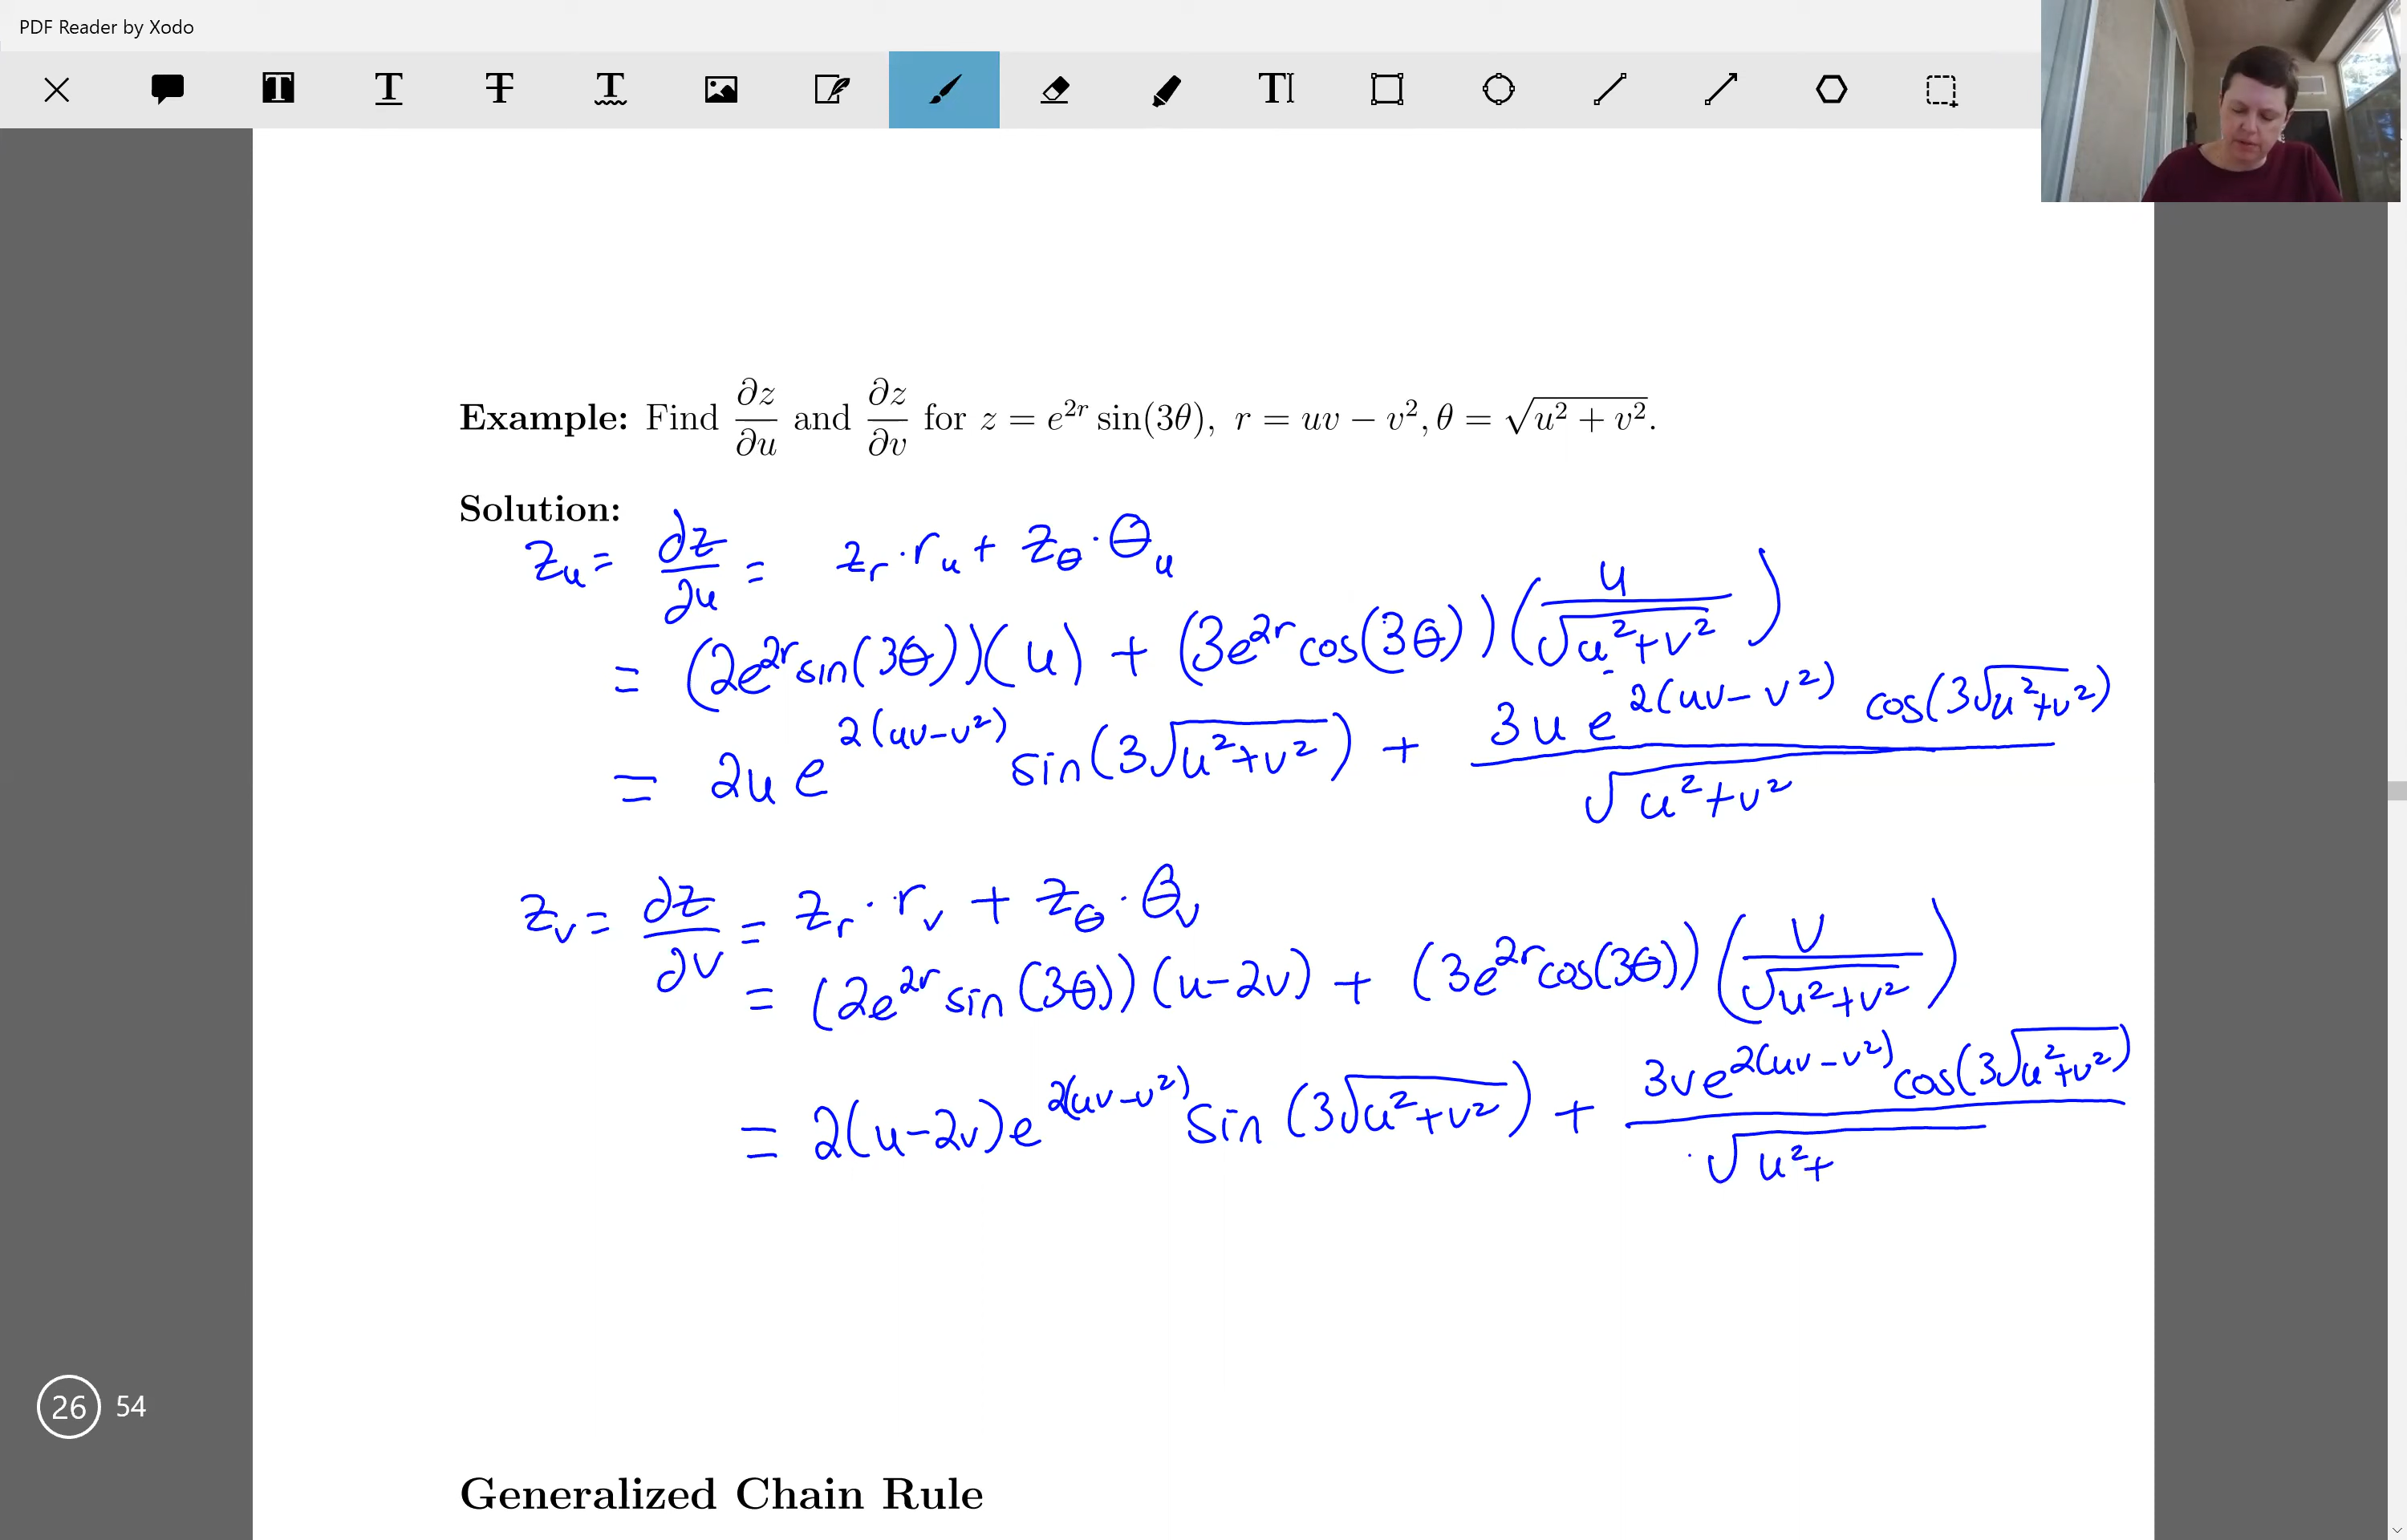 PDF Reader by Xodo
Example: Find ∂z/∂u and ∂z/∂v for z = e^{2r} sin(3θ), r = uv − v², θ = √(u² + v²).
Solution:
z_u = ∂z/∂u = z_r · r_u + z_θ · θ_u
= (2e^{2r} sin(3θ))(u) + (3e^{2r} cos(3θ))(u/√(u²+v²))
= 2u e^{2(uv−v²)} sin(3√(u²+v²)) + 3u e^{2(uv−v²)} cos(3√(u²+v²)) / √(u²+v²)
z_v = ∂z/∂v = z_r · r_v + z_θ · θ_v
= (2e^{2r} sin(3θ))(u−2v) + (3e^{2r} cos(3θ))(v/√(u²+v²))
= 2(u−2v)e^{2(uv−v²)} sin(3√(u²+v²)) + 3ve^{2(uv−v²)} cos(3√(u²+v²)) / √(u²+
26 54
Generalized Chain Rule